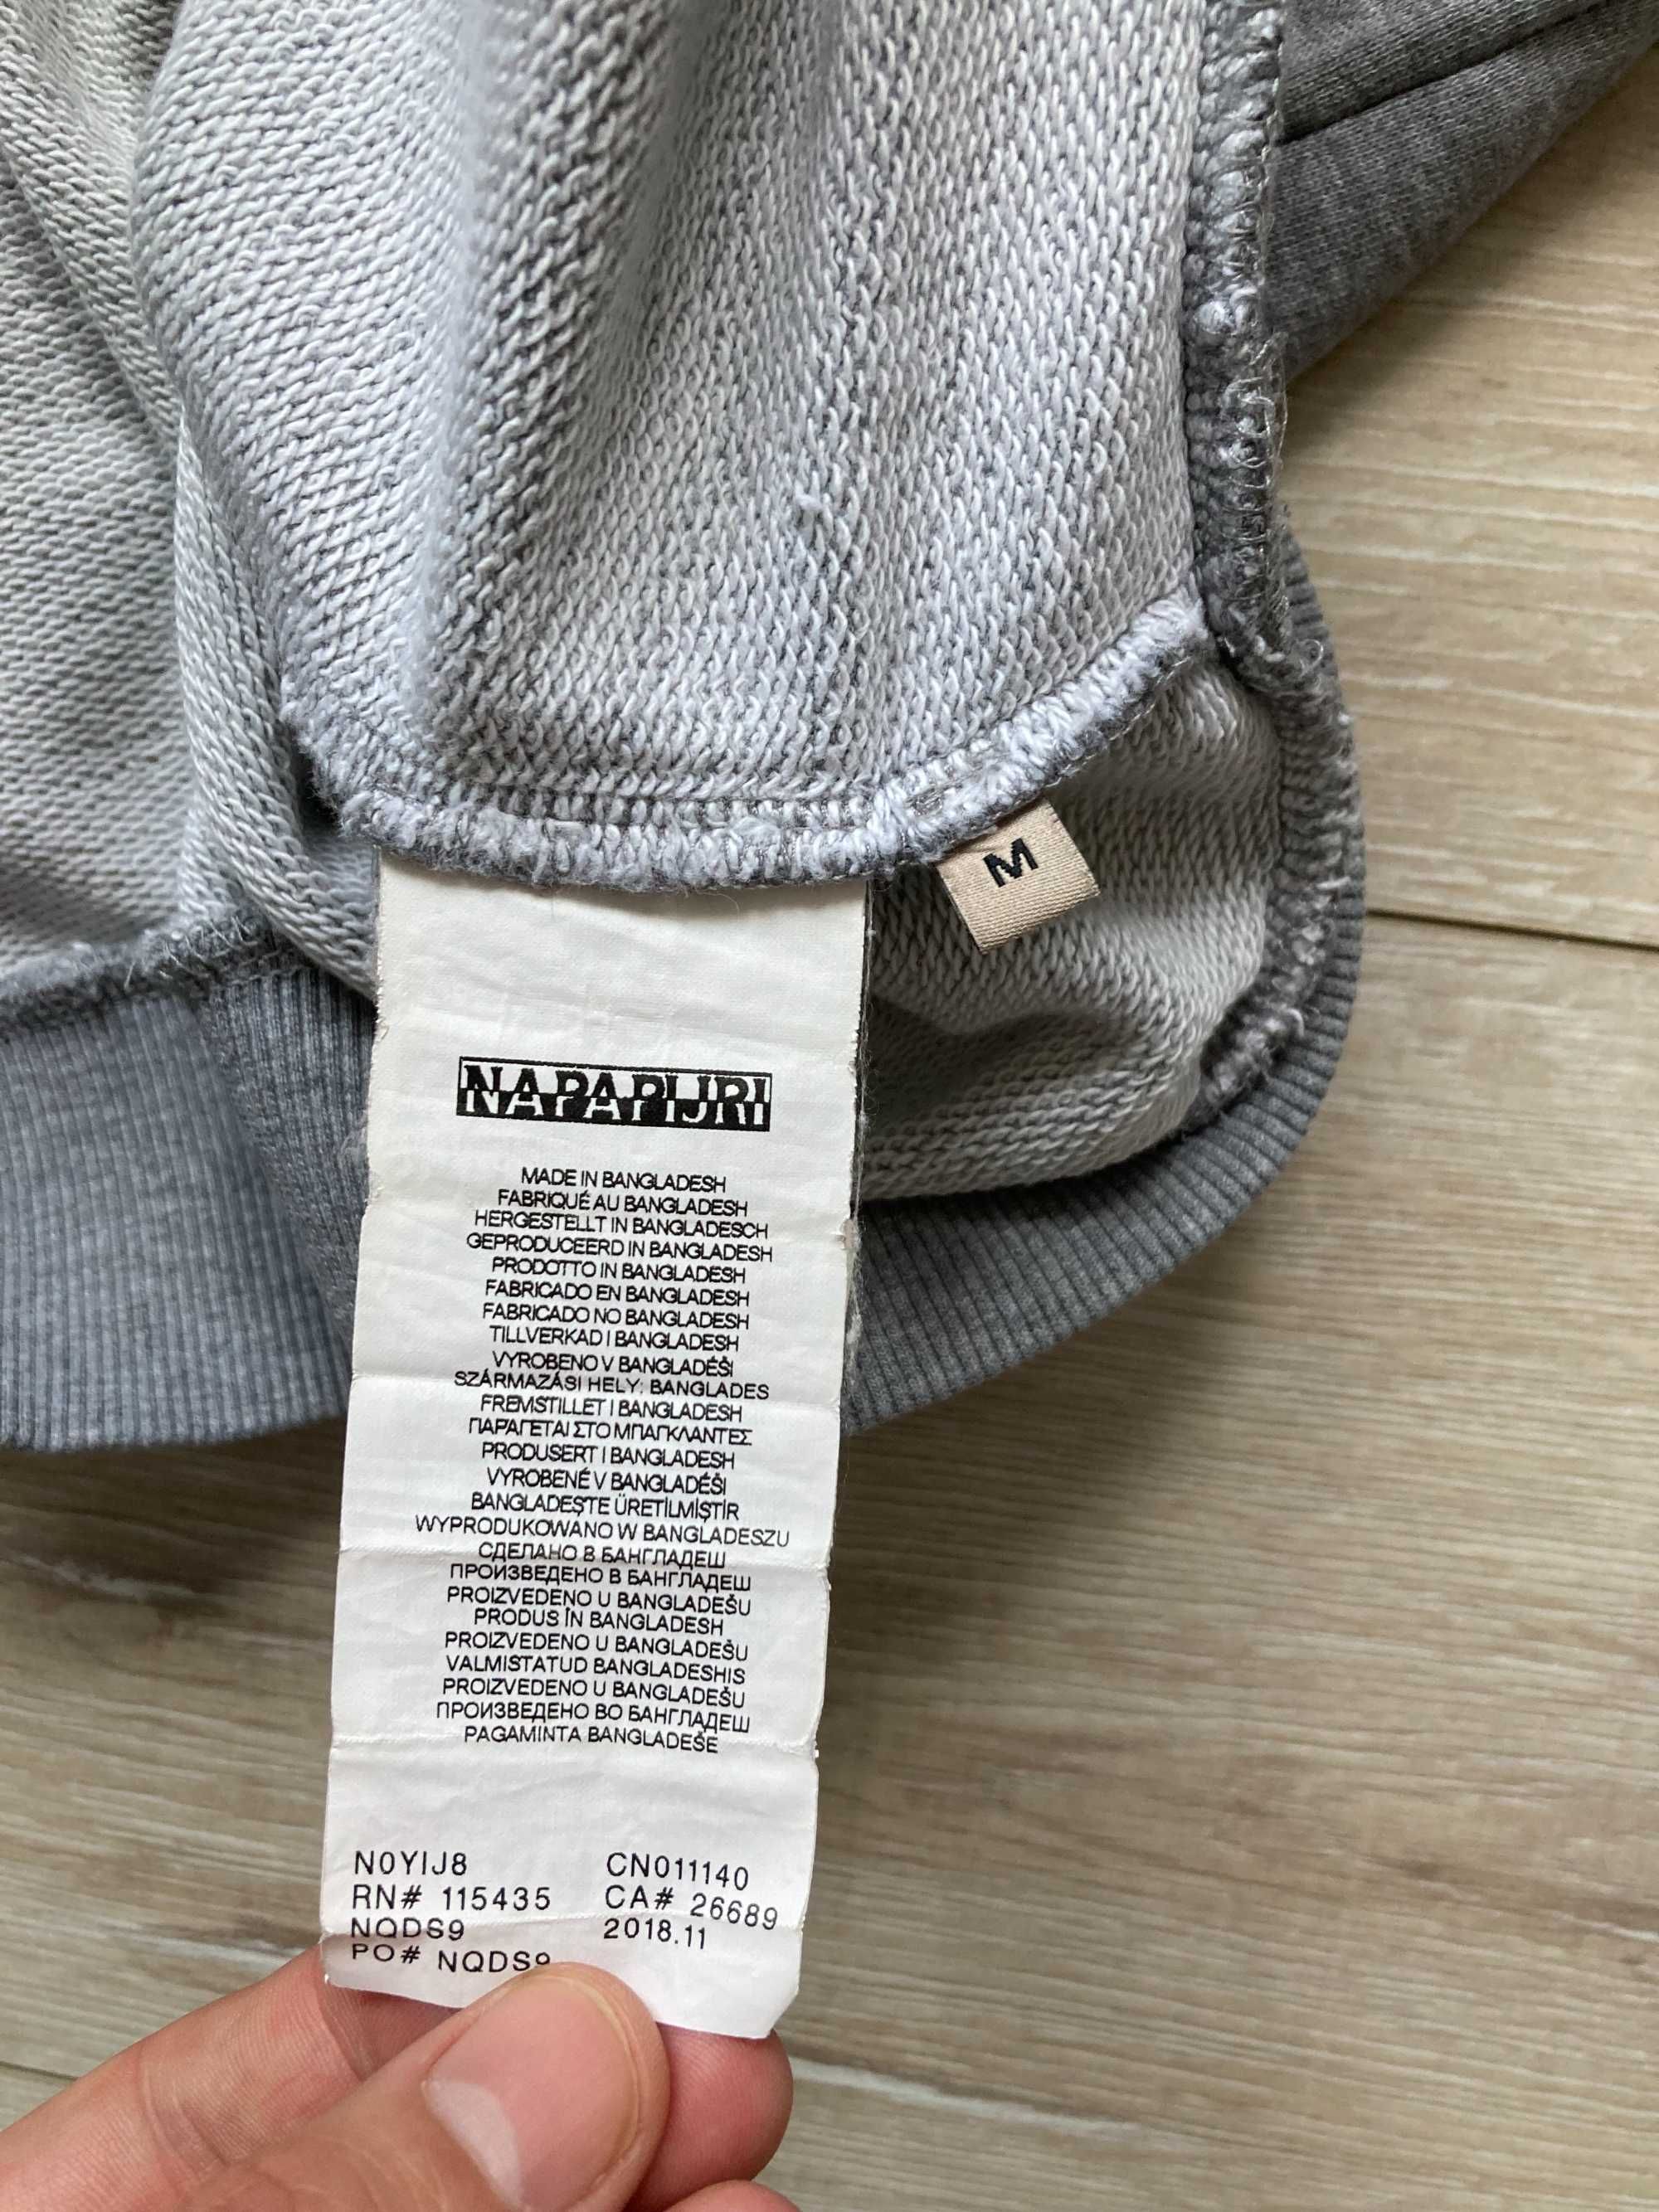 M
NAPAPIJRI
MADE IN BANGLADESH
FABRIQUÉ AU BANGLADESH
HERGESTELLT IN BANGLADESCH
GEPRODUCEERD IN BANGLADESH
PRODOTTO IN BANGLADESH
FABRICADO EN BANGLADESH
FABRICADO NO BANGLADESH
TILLVERKAD I BANGLADESH
VYROBENO V BANGLADÉŠI
SZÁRMAZÁSI HELY: BANGLADES
FREMSTILLET I BANGLADESH
ΠΑΡΑΓΕΤΑΙ ΣΤΟ ΜΠΑΓΚΛΑΝΤΕΣ
PRODUSERT I BANGLADESH
VYROBENÉ V BANGLADÉŠI
BANGLADEŞTE ÜRETİLMİŞTİR
WYPRODUKOWANO W BANGLADESZU
СДЕЛАНО В БАНГЛАДЕШ
ПРОИЗВЕДЕНО В БАНГЛАДЕШ
PROIZVEDENO U BANGLADEŠU
PRODUS ÎN BANGLADESH
PROIZVEDENO U BANGLADEŠU
VALMISTATUD BANGLADESHIS
PROIZVEDENO U BANGLADEŠU
ПРОИЗВЕДЕНО ВО БАНГЛАДЕШ
PAGAMINTA BANGLADEŠE
N0YIJ8 CN011140
RN# 115435 CA# 26689
NQDS9 2018.11
PO# NQDS9